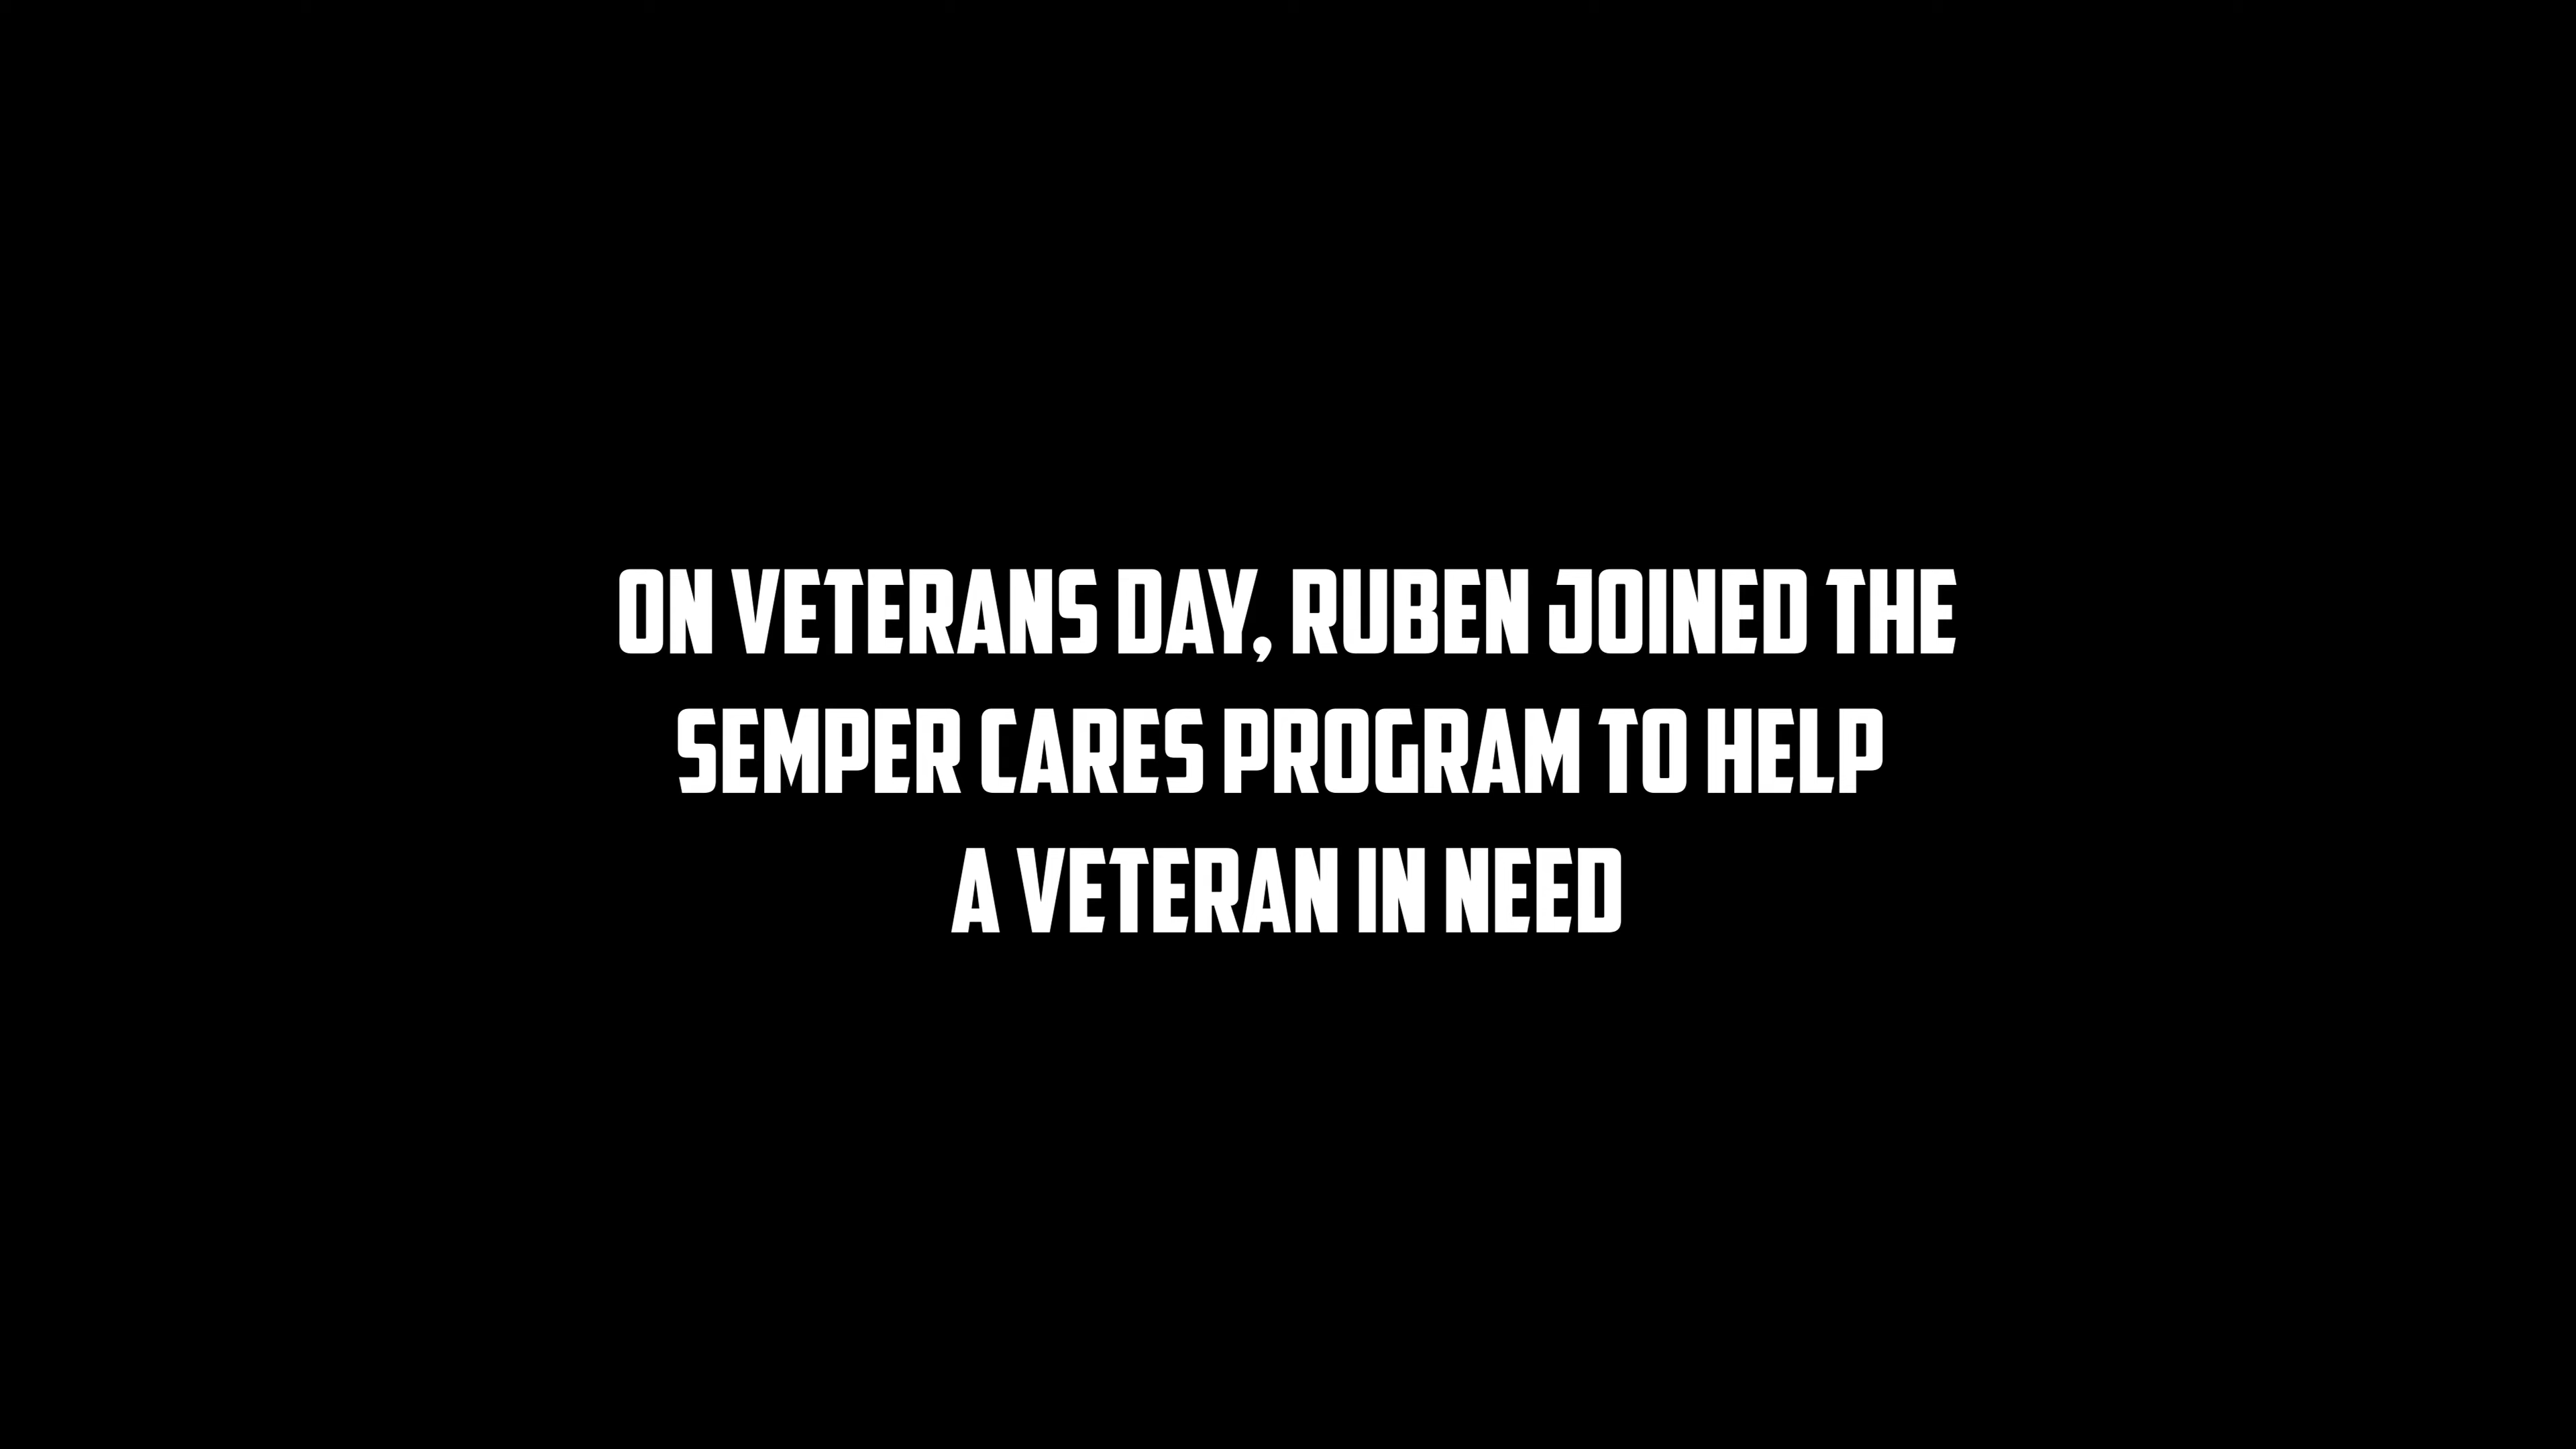 ON VETERANS DAY, RUBEN JOINED THE
SEMPER CARES PROGRAM TO HELP
A VETERAN IN NEED